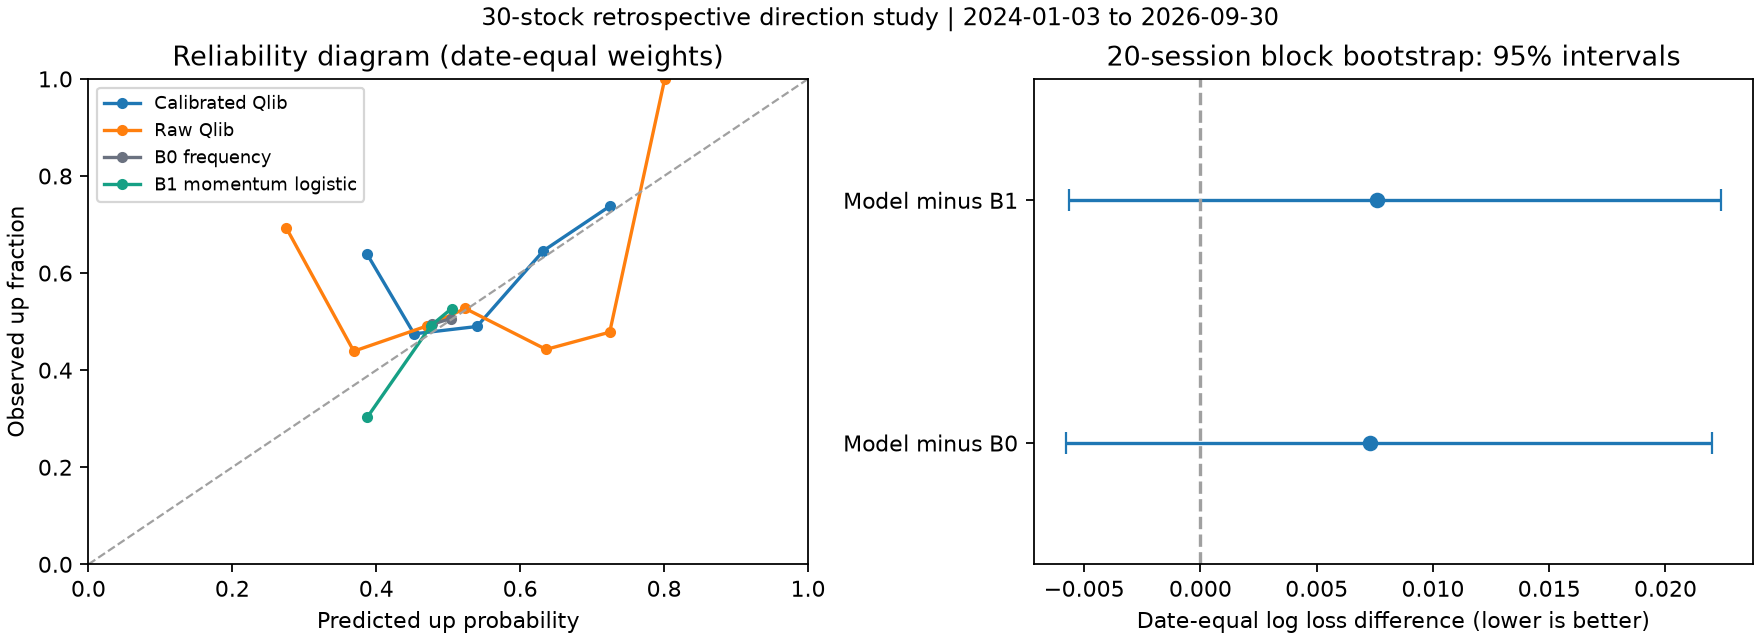 30-stock retrospective direction study | 2024-01-03 to 2026-09-30
Reliability diagram (date-equal weights)
Calibrated Qlib
Raw Qlib
B0 frequency
B1 momentum logistic
Observed up fraction
1.0
0.8
0.6
0.4
0.2
0.0
0.0 0.2 0.4 0.6 0.8 1.0
Predicted up probability
20-session block bootstrap: 95% intervals
Model minus B1
Model minus B0
−0.005 0.000 0.005 0.010 0.015 0.020
Date-equal log loss difference (lower is better)